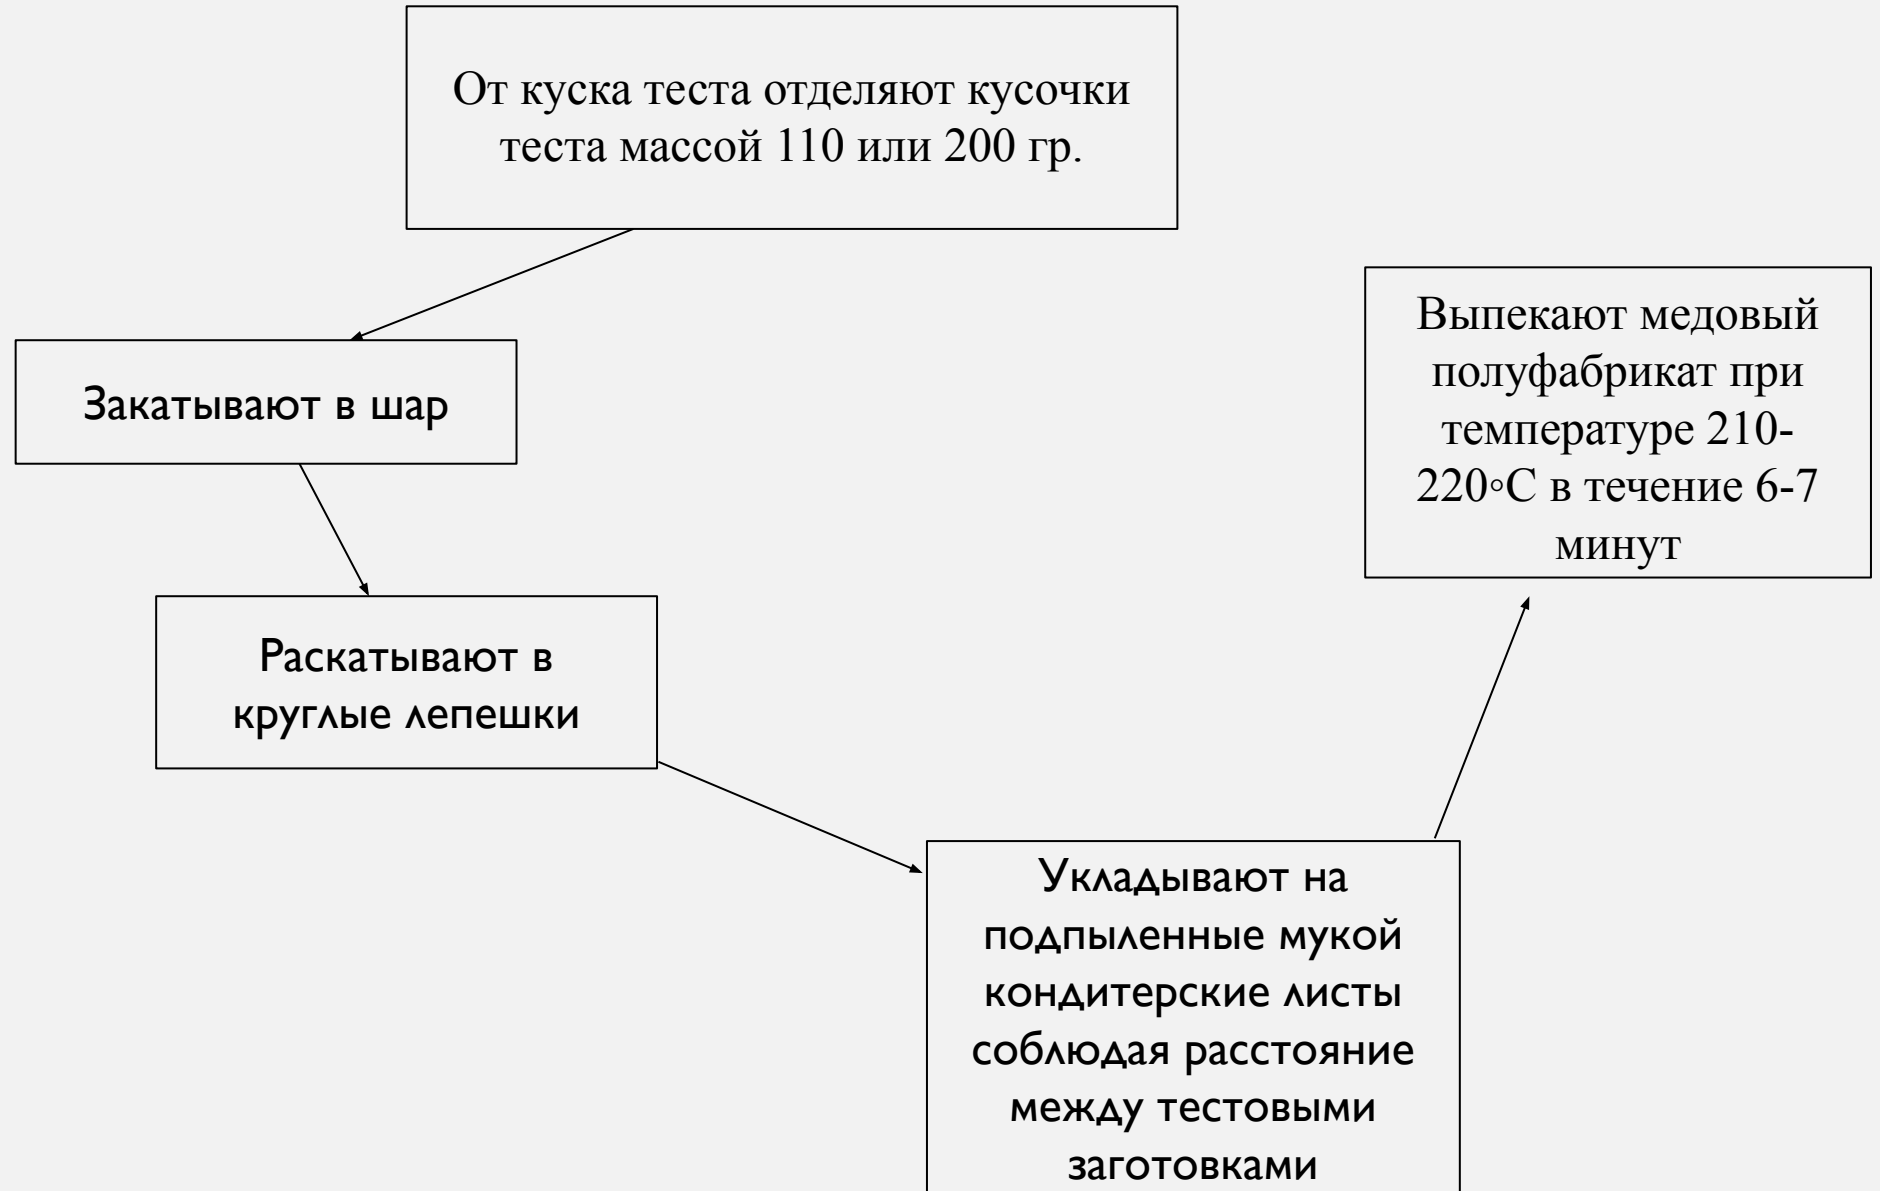 От куска теста отделяют кусочки
теста массой 110 или 200 гр.
Закатывают в шар
Раскатывают в
круглые лепешки
Укладывают на
подпыленные мукой
кондитерские листы
соблюдая расстояние
между тестовыми
заготовками
Выпекают медовый
полуфабрикат при
температуре 210-
220◦С в течение 6-7
минут